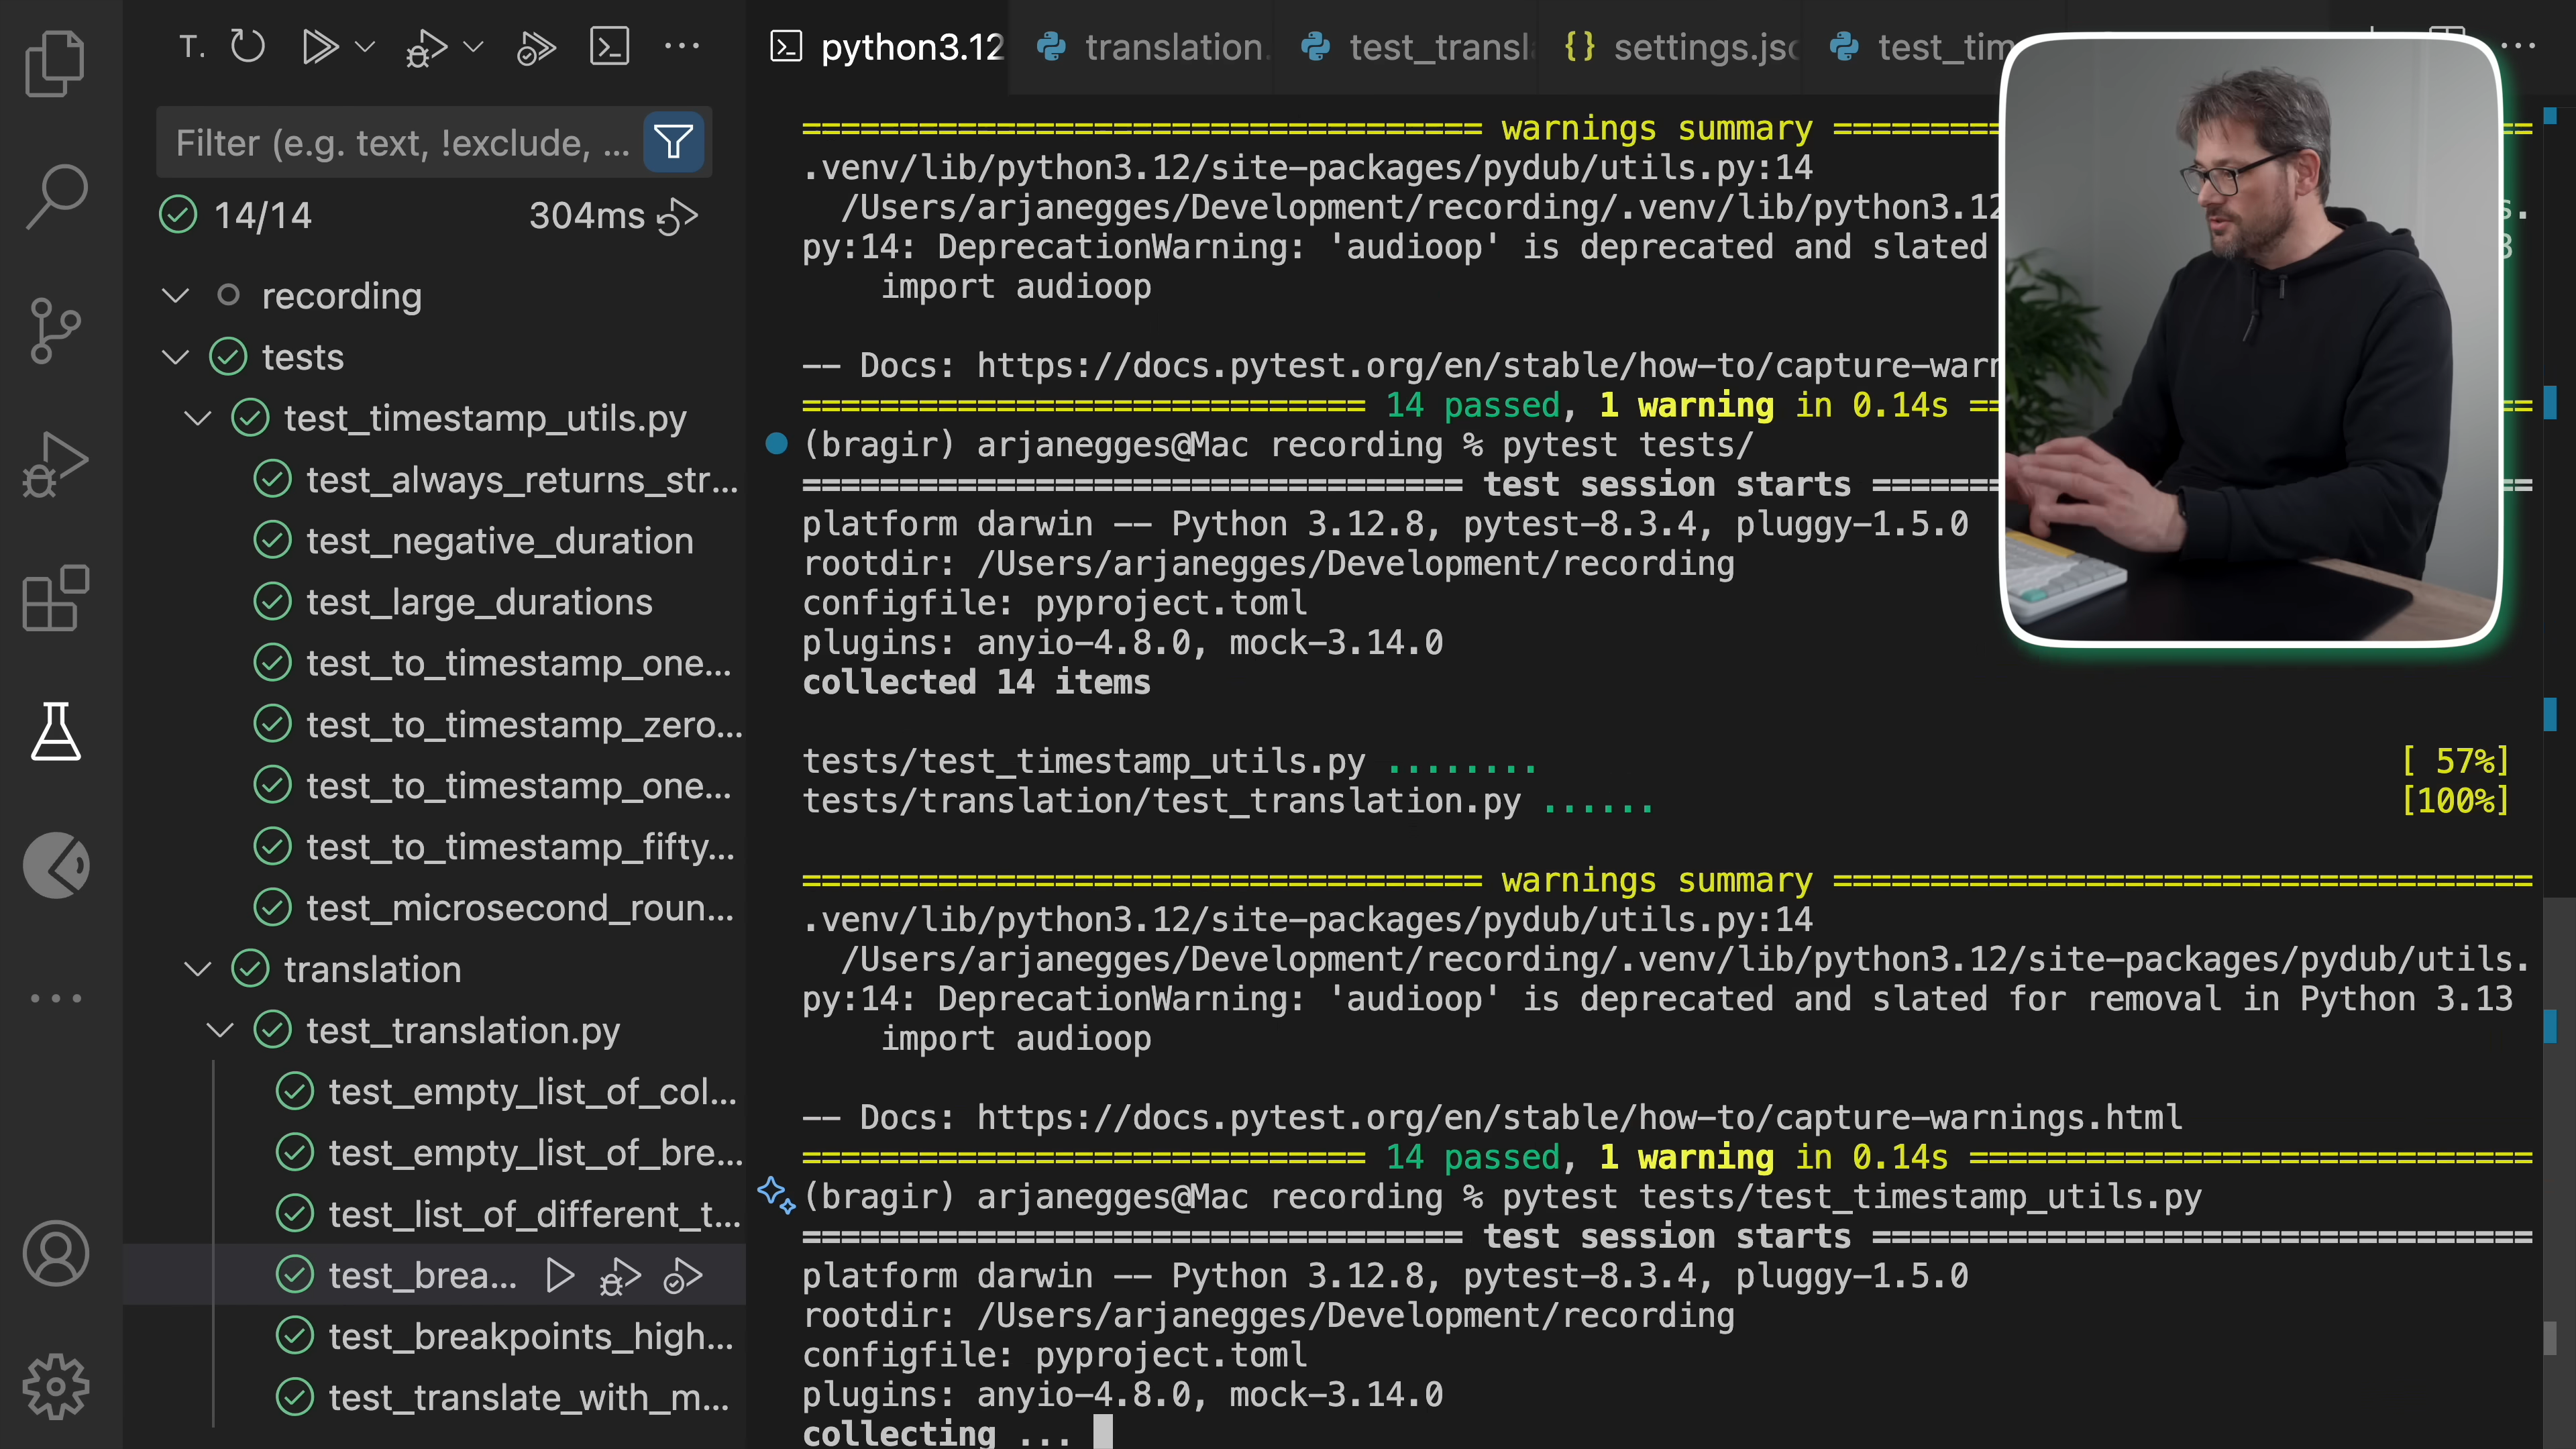 T.
Filter (e.g. text, !exclude, ...
14/14 304ms
recording
tests
test_timestamp_utils.py
test_always_returns_str...
test_negative_duration
test_large_durations
test_to_timestamp_one...
test_to_timestamp_zero...
test_to_timestamp_one...
test_to_timestamp_fifty...
test_microsecond_roun...
translation
test_translation.py
test_empty_list_of_col...
test_empty_list_of_bre...
test_list_of_different_t...
test_brea...
test_breakpoints_high...
test_translate_with_m...
python3.12 translation. test_transl {} settings.jsc test_tim
=================================== warnings summary =========
.venv/lib/python3.12/site-packages/pydub/utils.py:14
/Users/arjanegges/Development/recording/.venv/lib/python3.12 s.
py:14: DeprecationWarning: 'audioop' is deprecated and slated 3
import audioop
-- Docs: https://docs.pytest.org/en/stable/how-to/capture-warn
============================= 14 passed, 1 warning in 0.14s == ==
(bragir) arjanegges@Mac recording % pytest tests/
================================== test session starts ======= ==
platform darwin -- Python 3.12.8, pytest-8.3.4, pluggy-1.5.0
rootdir: /Users/arjanegges/Development/recording
configfile: pyproject.toml
plugins: anyio-4.8.0, mock-3.14.0
collected 14 items
tests/test_timestamp_utils.py ........ [ 57%]
tests/translation/test_translation.py ...... [100%]
=================================== warnings summary ====================================
.venv/lib/python3.12/site-packages/pydub/utils.py:14
/Users/arjanegges/Development/recording/.venv/lib/python3.12/site-packages/pydub/utils.
py:14: DeprecationWarning: 'audioop' is deprecated and slated for removal in Python 3.13
import audioop
-- Docs: https://docs.pytest.org/en/stable/how-to/capture-warnings.html
============================= 14 passed, 1 warning in 0.14s =============================
(bragir) arjanegges@Mac recording % pytest tests/test_timestamp_utils.py
================================== test session starts ==================================
platform darwin -- Python 3.12.8, pytest-8.3.4, pluggy-1.5.0
rootdir: /Users/arjanegges/Development/recording
configfile: pyproject.toml
plugins: anyio-4.8.0, mock-3.14.0
collecting ...